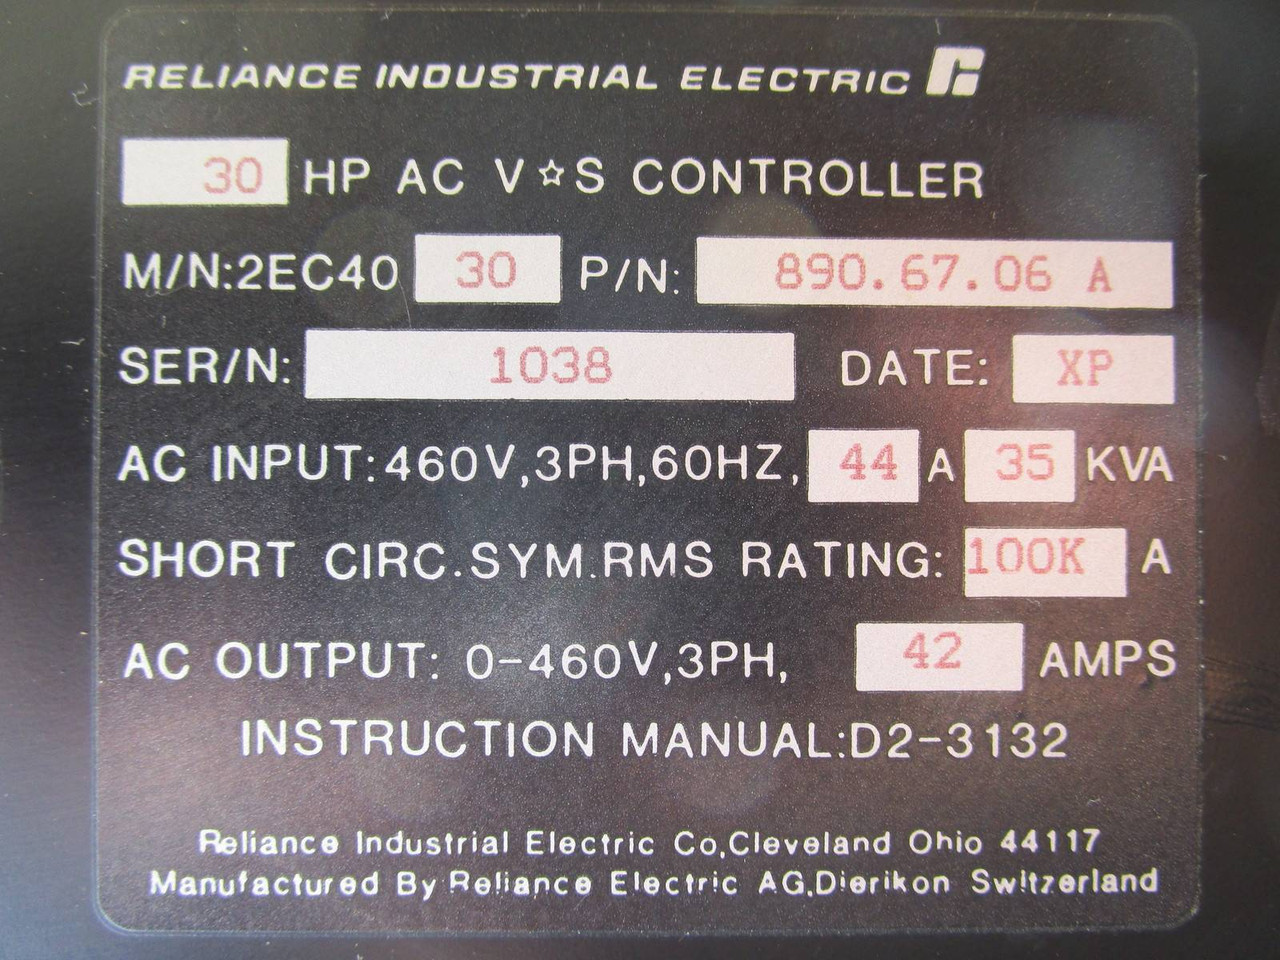 RELIANCE INDUSTRIAL ELECTRIC
30 HP AC V☆S CONTROLLER
M/N:2EC40 30 P/N: 890.67.06 A
SER/N: 1038 DATE: XP
AC INPUT:460V,3PH,60HZ, 44 A 35 KVA
SHORT CIRC.SYM.RMS RATING: 100K A
AC OUTPUT: 0-460V,3PH, 42 AMPS
INSTRUCTION MANUAL:D2-3132
Reliance Industrial Electric Co,Cleveland Ohio 44117
Manufactured By Reliance Electric AG,Dierikon Switzerland